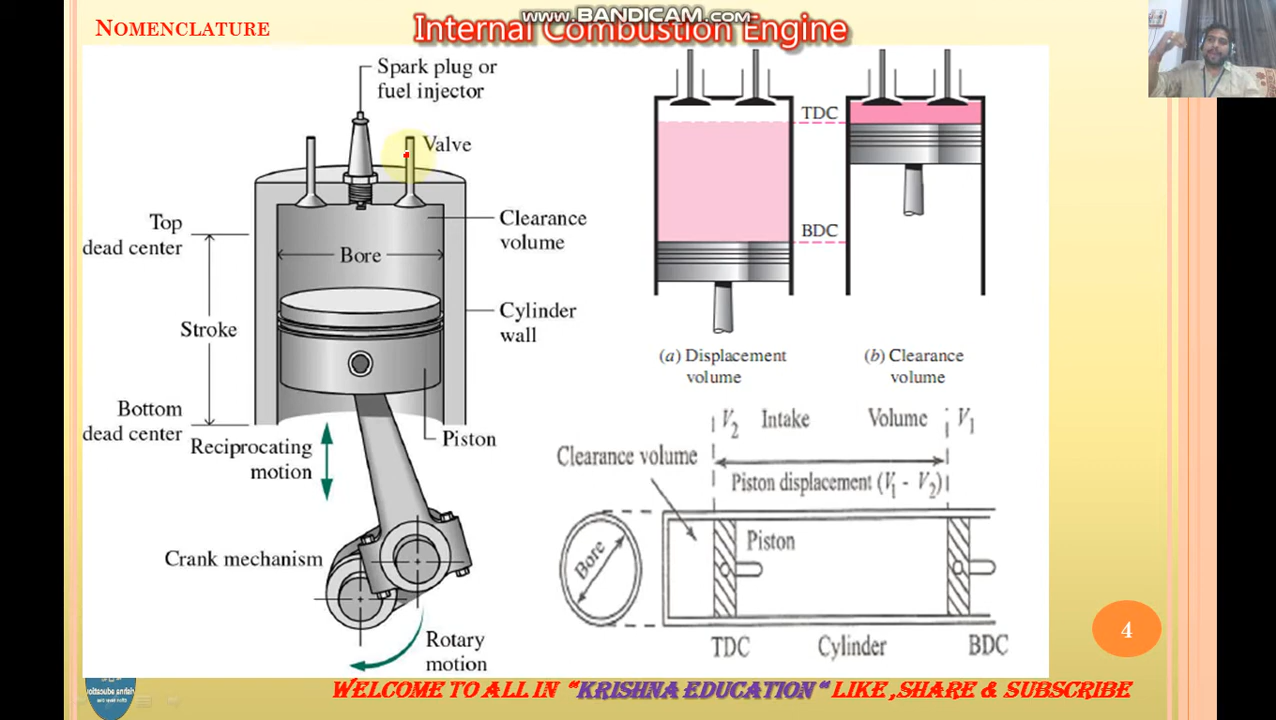 NOMENCLATURE
www.BANDICAM.com
Internal Combustion Engine
Spark plug or
fuel injector
Valve
Top
dead center
Clearance
volume
Bore
Stroke
Cylinder
wall
Bottom
dead center
Reciprocating
motion
Piston
Crank mechanism
Rotary
motion
TDC
BDC
(a) Displacement
volume
(b) Clearance
volume
V2 Intake Volume V1
Clearance volume
Piston displacement (V1 - V2)
Bore
Piston
TDC Cylinder BDC
4
WELCOME TO ALL IN “KRISHNA EDUCATION“ LIKE ,SHARE & SUBSCRIBE